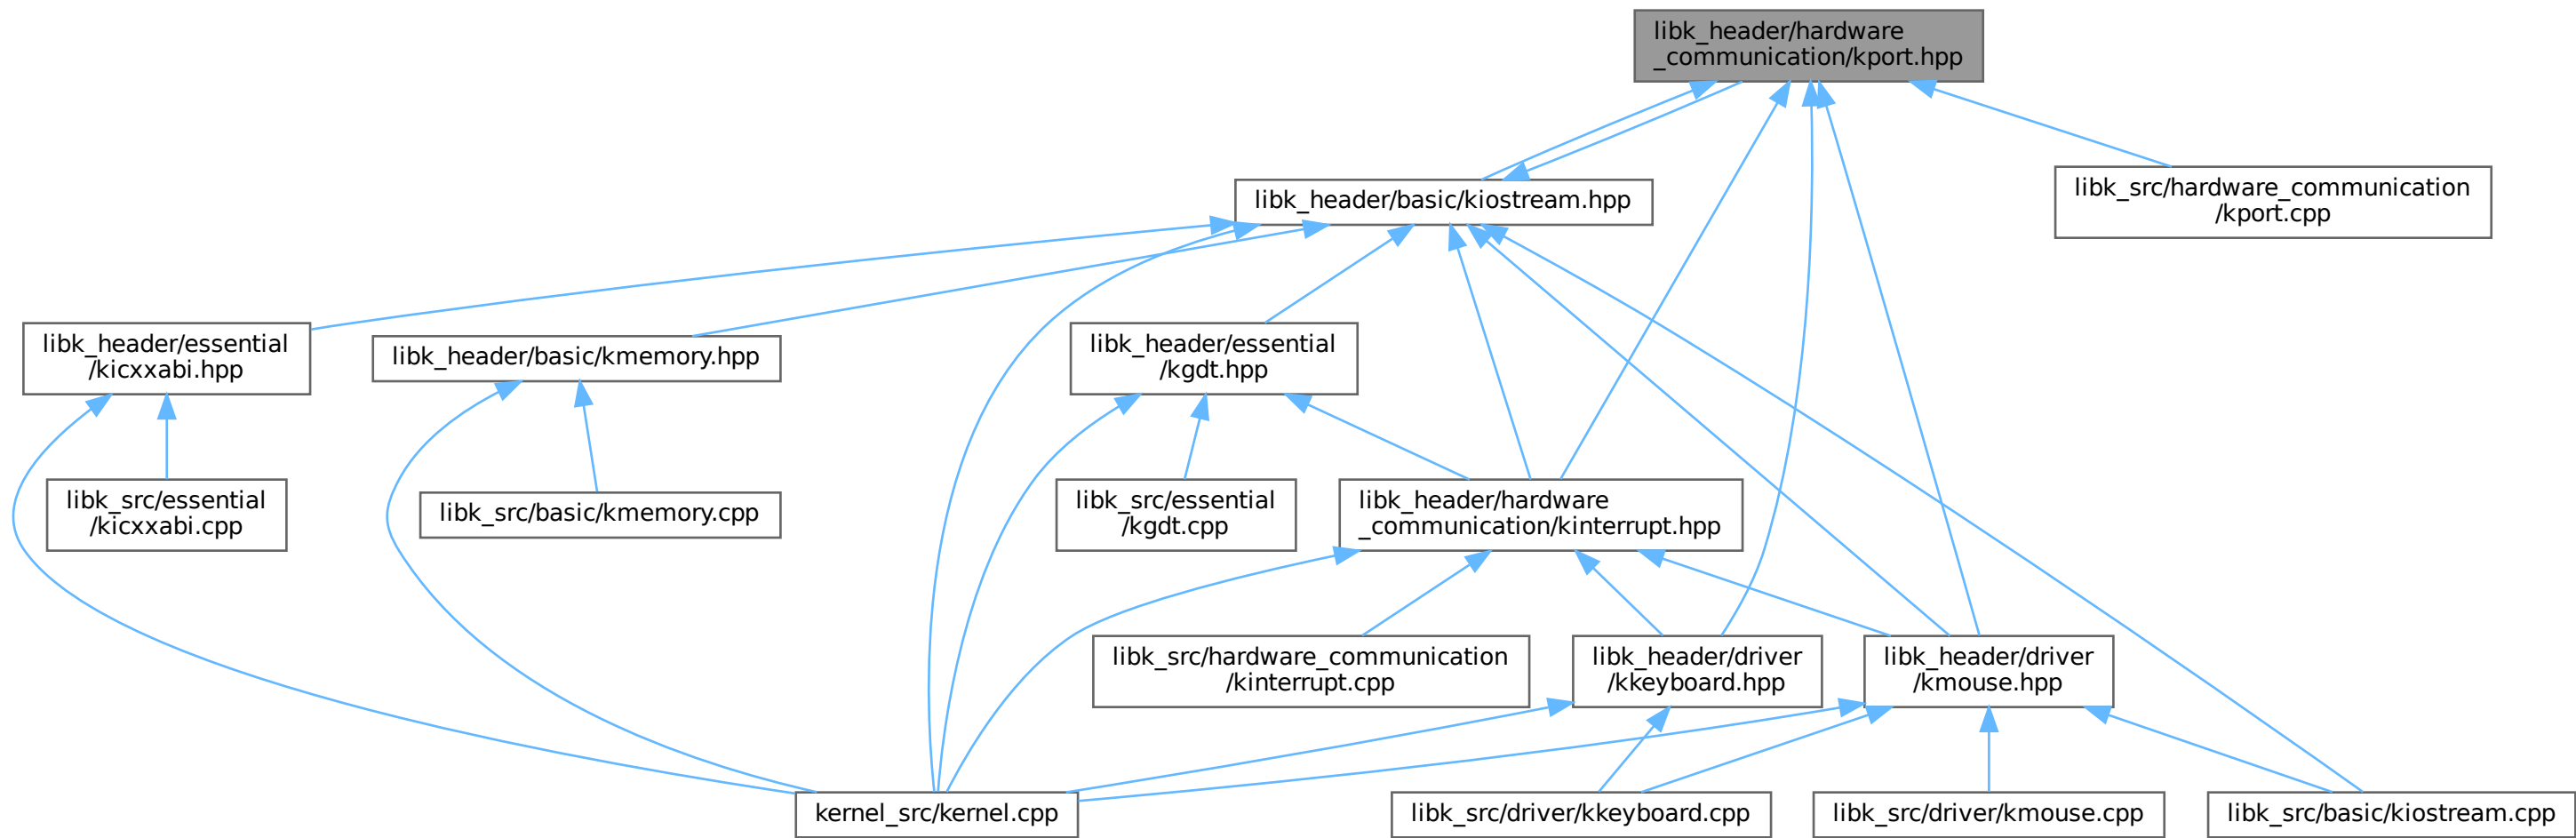 libk_header/hardware
_communication/kport.hpp
libk_header/basic/kiostream.hpp
libk_src/hardware_communication
/kport.cpp
libk_header/essential
/kicxxabi.hpp
libk_header/basic/kmemory.hpp
libk_header/essential
/kgdt.hpp
libk_src/essential
/kicxxabi.cpp
libk_src/basic/kmemory.cpp
libk_src/essential
/kgdt.cpp
libk_header/hardware
_communication/kinterrupt.hpp
libk_src/hardware_communication
/kinterrupt.cpp
libk_header/driver
/kkeyboard.hpp
libk_header/driver
/kmouse.hpp
kernel_src/kernel.cpp
libk_src/driver/kkeyboard.cpp
libk_src/driver/kmouse.cpp
libk_src/basic/kiostream.cpp